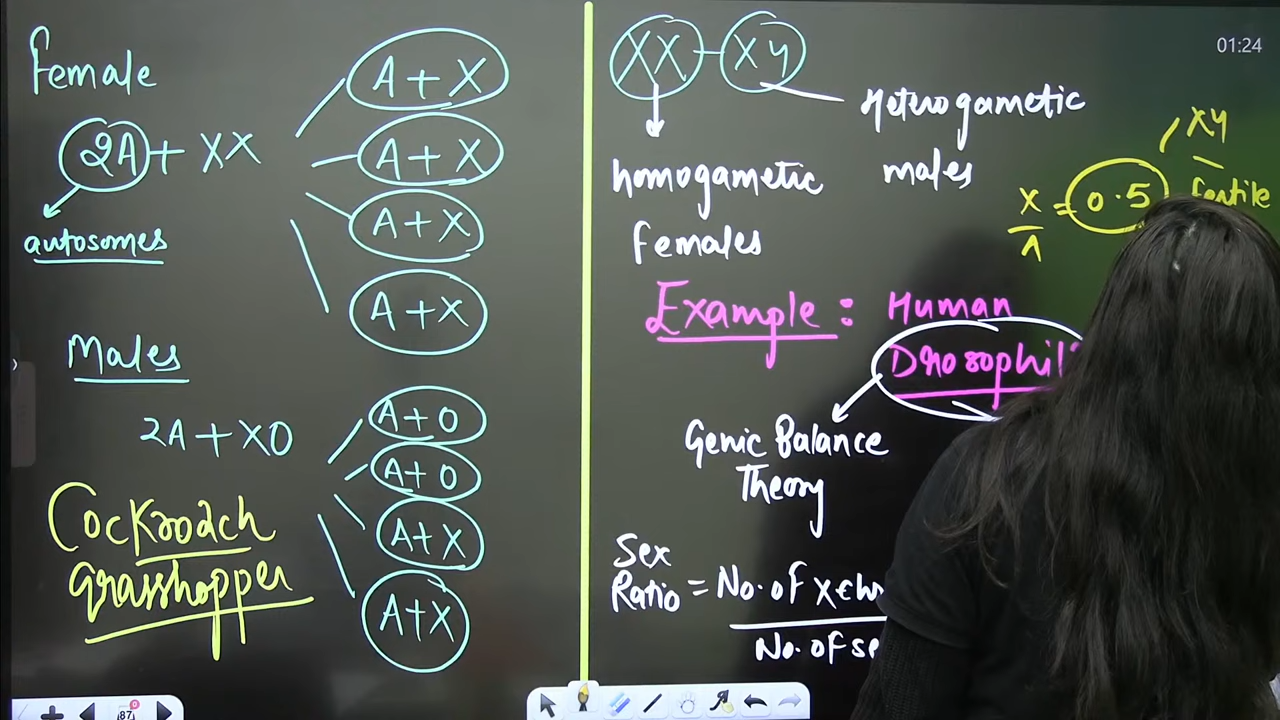 Female
2A + XX
autosomes
A + X
A + X
A + X
A + X
Males
2A + XO
A + O
A + O
A + X
A + X
Cockroach
grasshopper
XX - XY
Heterogametic
males
homogametic
Females
01:24
XY
fertile
X/A = 0.5
Example : Human
Genic Balance
Theory
Sex
Ratio = No. of X
No. of
87